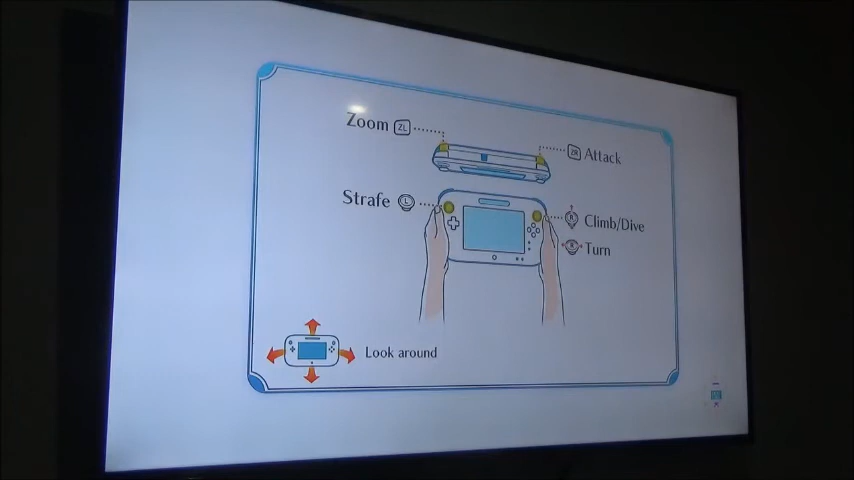 Zoom ZL
ZR Attack
Strafe L
R Climb/Dive
R Turn
Look around